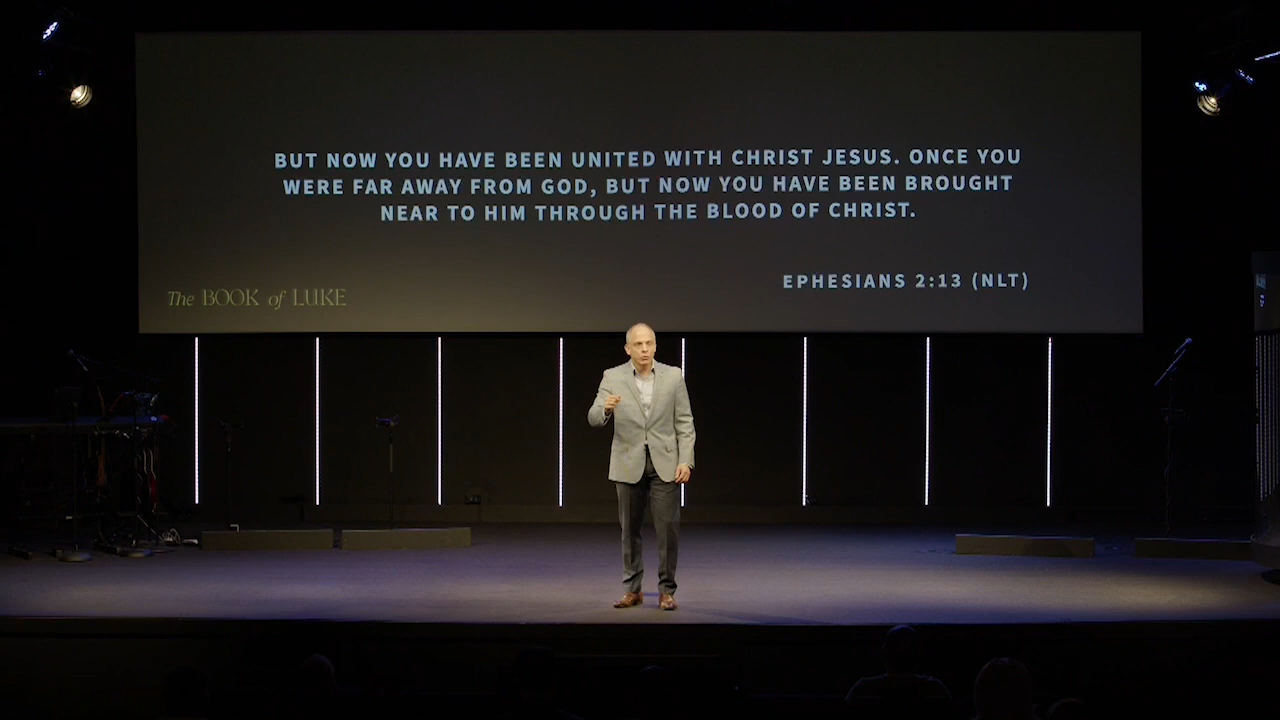 BUT NOW YOU HAVE BEEN UNITED WITH CHRIST JESUS. ONCE YOU
WERE FAR AWAY FROM GOD, BUT NOW YOU HAVE BEEN BROUGHT
NEAR TO HIM THROUGH THE BLOOD OF CHRIST.
EPHESIANS 2:13 (NLT)
The BOOK of LUKE